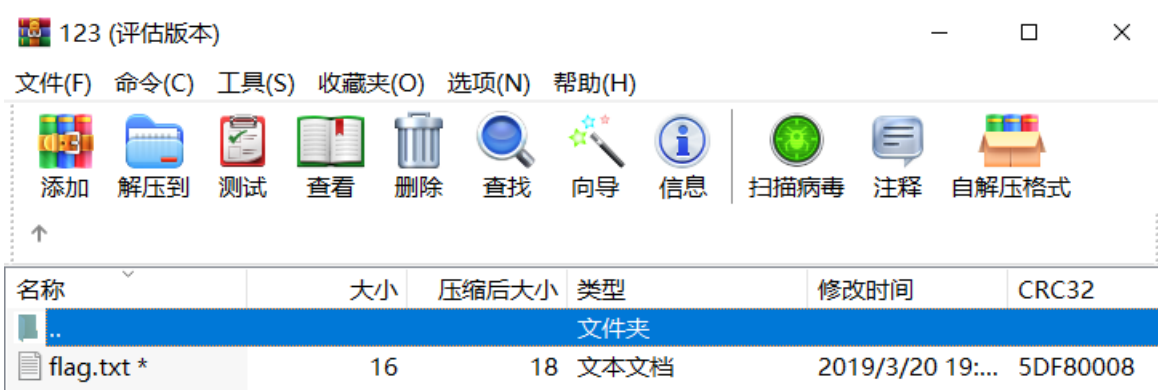 123 (评估版本)
文件(F) 命令(C) 工具(S) 收藏夹(O) 选项(N) 帮助(H)
添加 解压到 测试 查看 删除 查找 向导 信息 扫描病毒 注释 自解压格式
名称 大小 压缩后大小 类型 修改时间 CRC32
.. 文件夹
flag.txt * 16 18 文本文档 2019/3/20 19:... 5DF80008